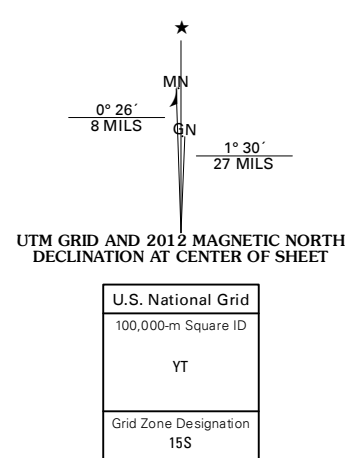 ★
MN
0° 26´
8 MILS
GN
1° 30´
27 MILS
UTM GRID AND 2012 MAGNETIC NORTH
DECLINATION AT CENTER OF SHEET
U.S. National Grid
100,000-m Square ID
YT
Grid Zone Designation
15S